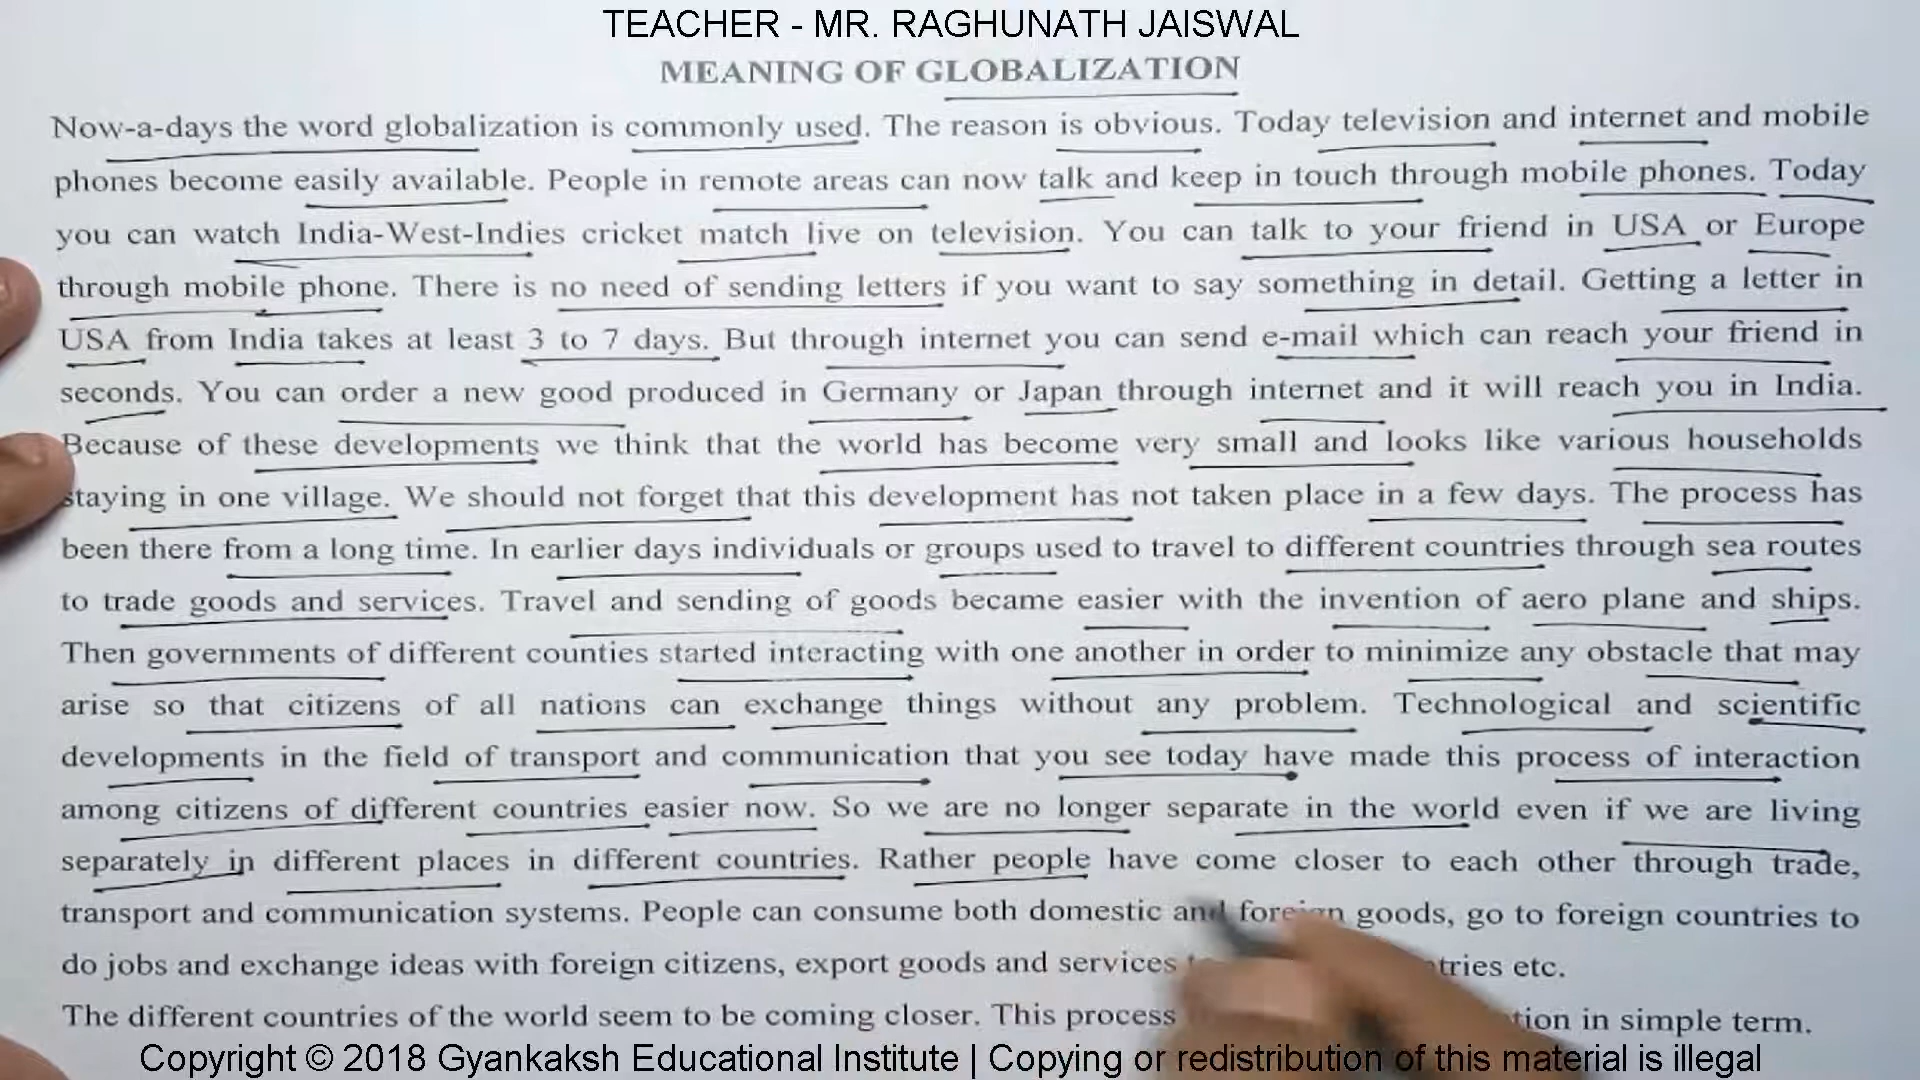 TEACHER - MR. RAGHUNATH JAISWAL
MEANING OF GLOBALIZATION
Now-a-days the word globalization is commonly used. The reason is obvious. Today television and internet and mobile
phones become easily available. People in remote areas can now talk and keep in touch through mobile phones. Today
you can watch India-West-Indies cricket match live on television. You can talk to your friend in USA or Europe
through mobile phone. There is no need of sending letters if you want to say something in detail. Getting a letter in
USA from India takes at least 3 to 7 days. But through internet you can send e-mail which can reach your friend in
seconds. You can order a new good produced in Germany or Japan through internet and it will reach you in India.
Because of these developments we think that the world has become very small and looks like various households
staying in one village. We should not forget that this development has not taken place in a few days. The process has
been there from a long time. In earlier days individuals or groups used to travel to different countries through sea routes
to trade goods and services. Travel and sending of goods became easier with the invention of aero plane and ships.
Then governments of different counties started interacting with one another in order to minimize any obstacle that may
arise so that citizens of all nations can exchange things without any problem. Technological and scientific
developments in the field of transport and communication that you see today have made this process of interaction
among citizens of different countries easier now. So we are no longer separate in the world even if we are living
separately in different places in different countries. Rather people have come closer to each other through trade,
transport and communication systems. People can consume both domestic and foreign goods, go to foreign countries to
do jobs and exchange ideas with foreign citizens, export goods and services etc.
The different countries of the world seem to be coming closer. This process in simple term.
Copyright © 2018 Gyankaksh Educational Institute | Copying or redistribution of this material is illegal